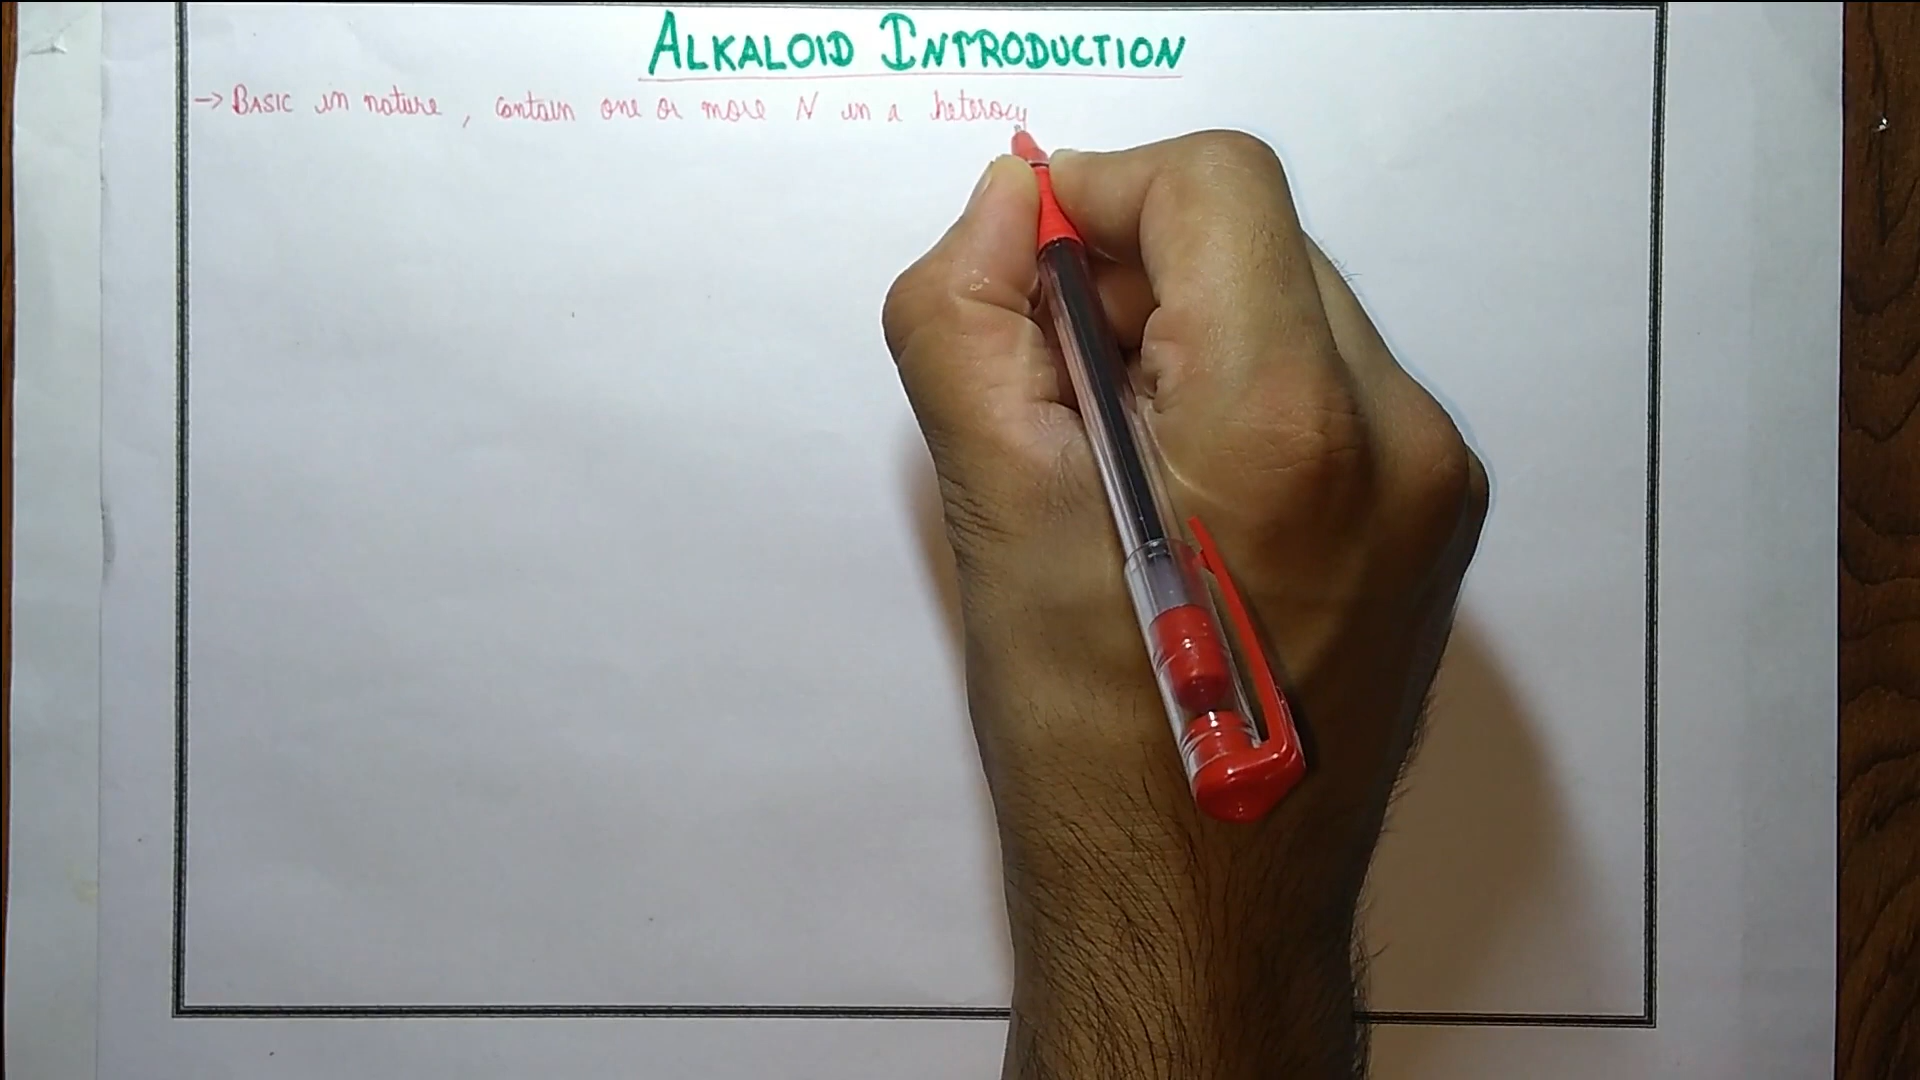 ALKALOID INTRODUCTION
→ BASIC in nature, contain one or more N in a heterocy